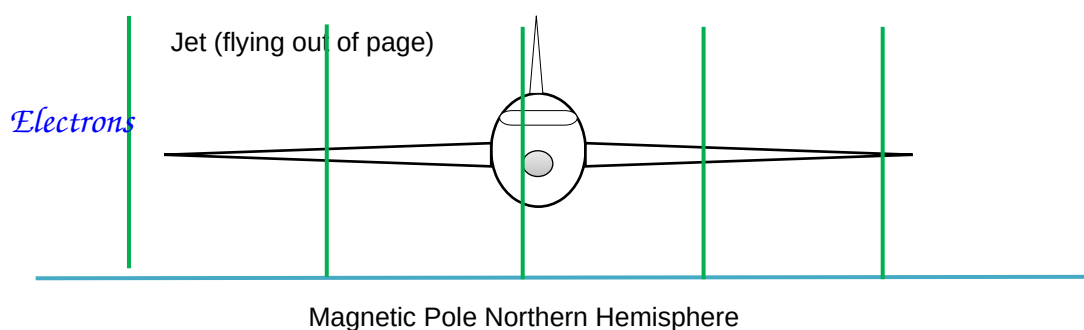 Jet (flying out of page)
Electrons
Magnetic Pole Northern Hemisphere